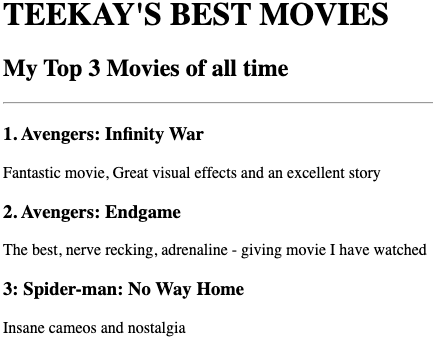 TEEKAY'S BEST MOVIES
My Top 3 Movies of all time
1. Avengers: Infinity War
Fantastic movie, Great visual effects and an excellent story
2. Avengers: Endgame
The best, nerve recking, adrenaline - giving movie I have watched
3: Spider-man: No Way Home
Insane cameos and nostalgia